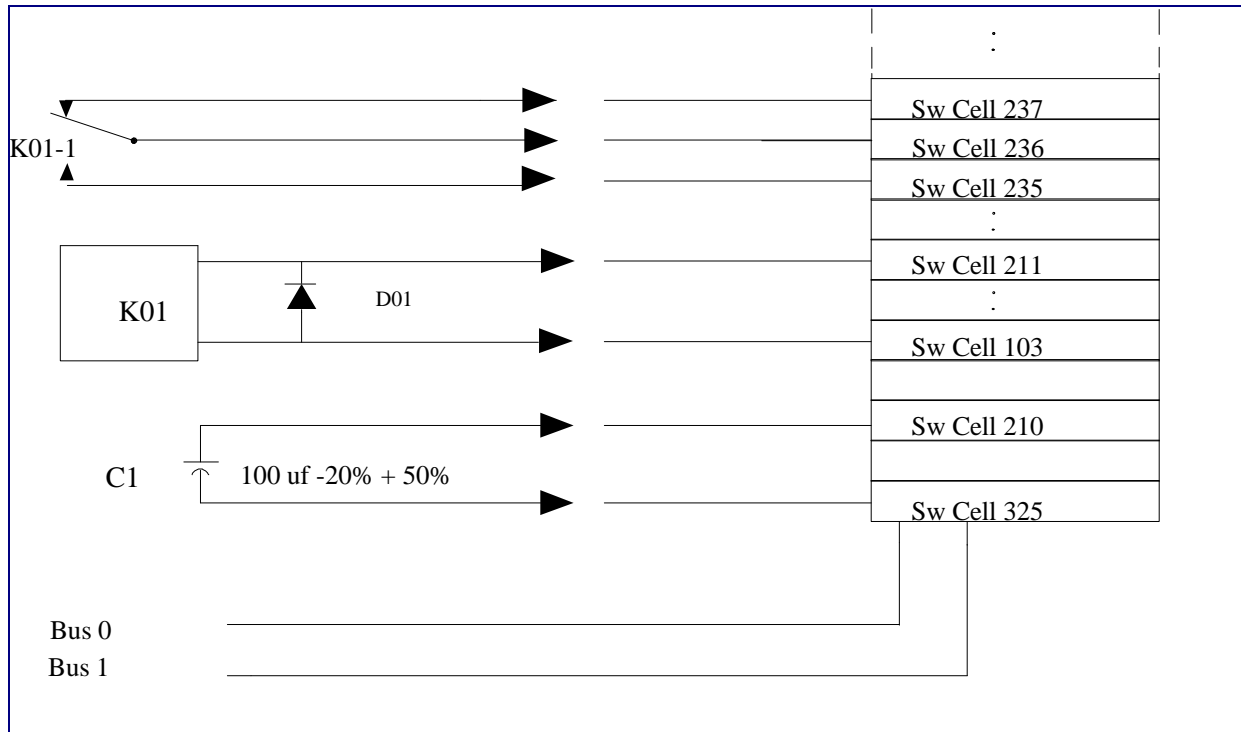 Sw Cell 237
K01-1
Sw Cell 236
Sw Cell 235
Sw Cell 211
K01
D01
Sw Cell 103
Sw Cell 210
C1
100 uf -20% + 50%
Sw Cell 325
Bus 0
Bus 1